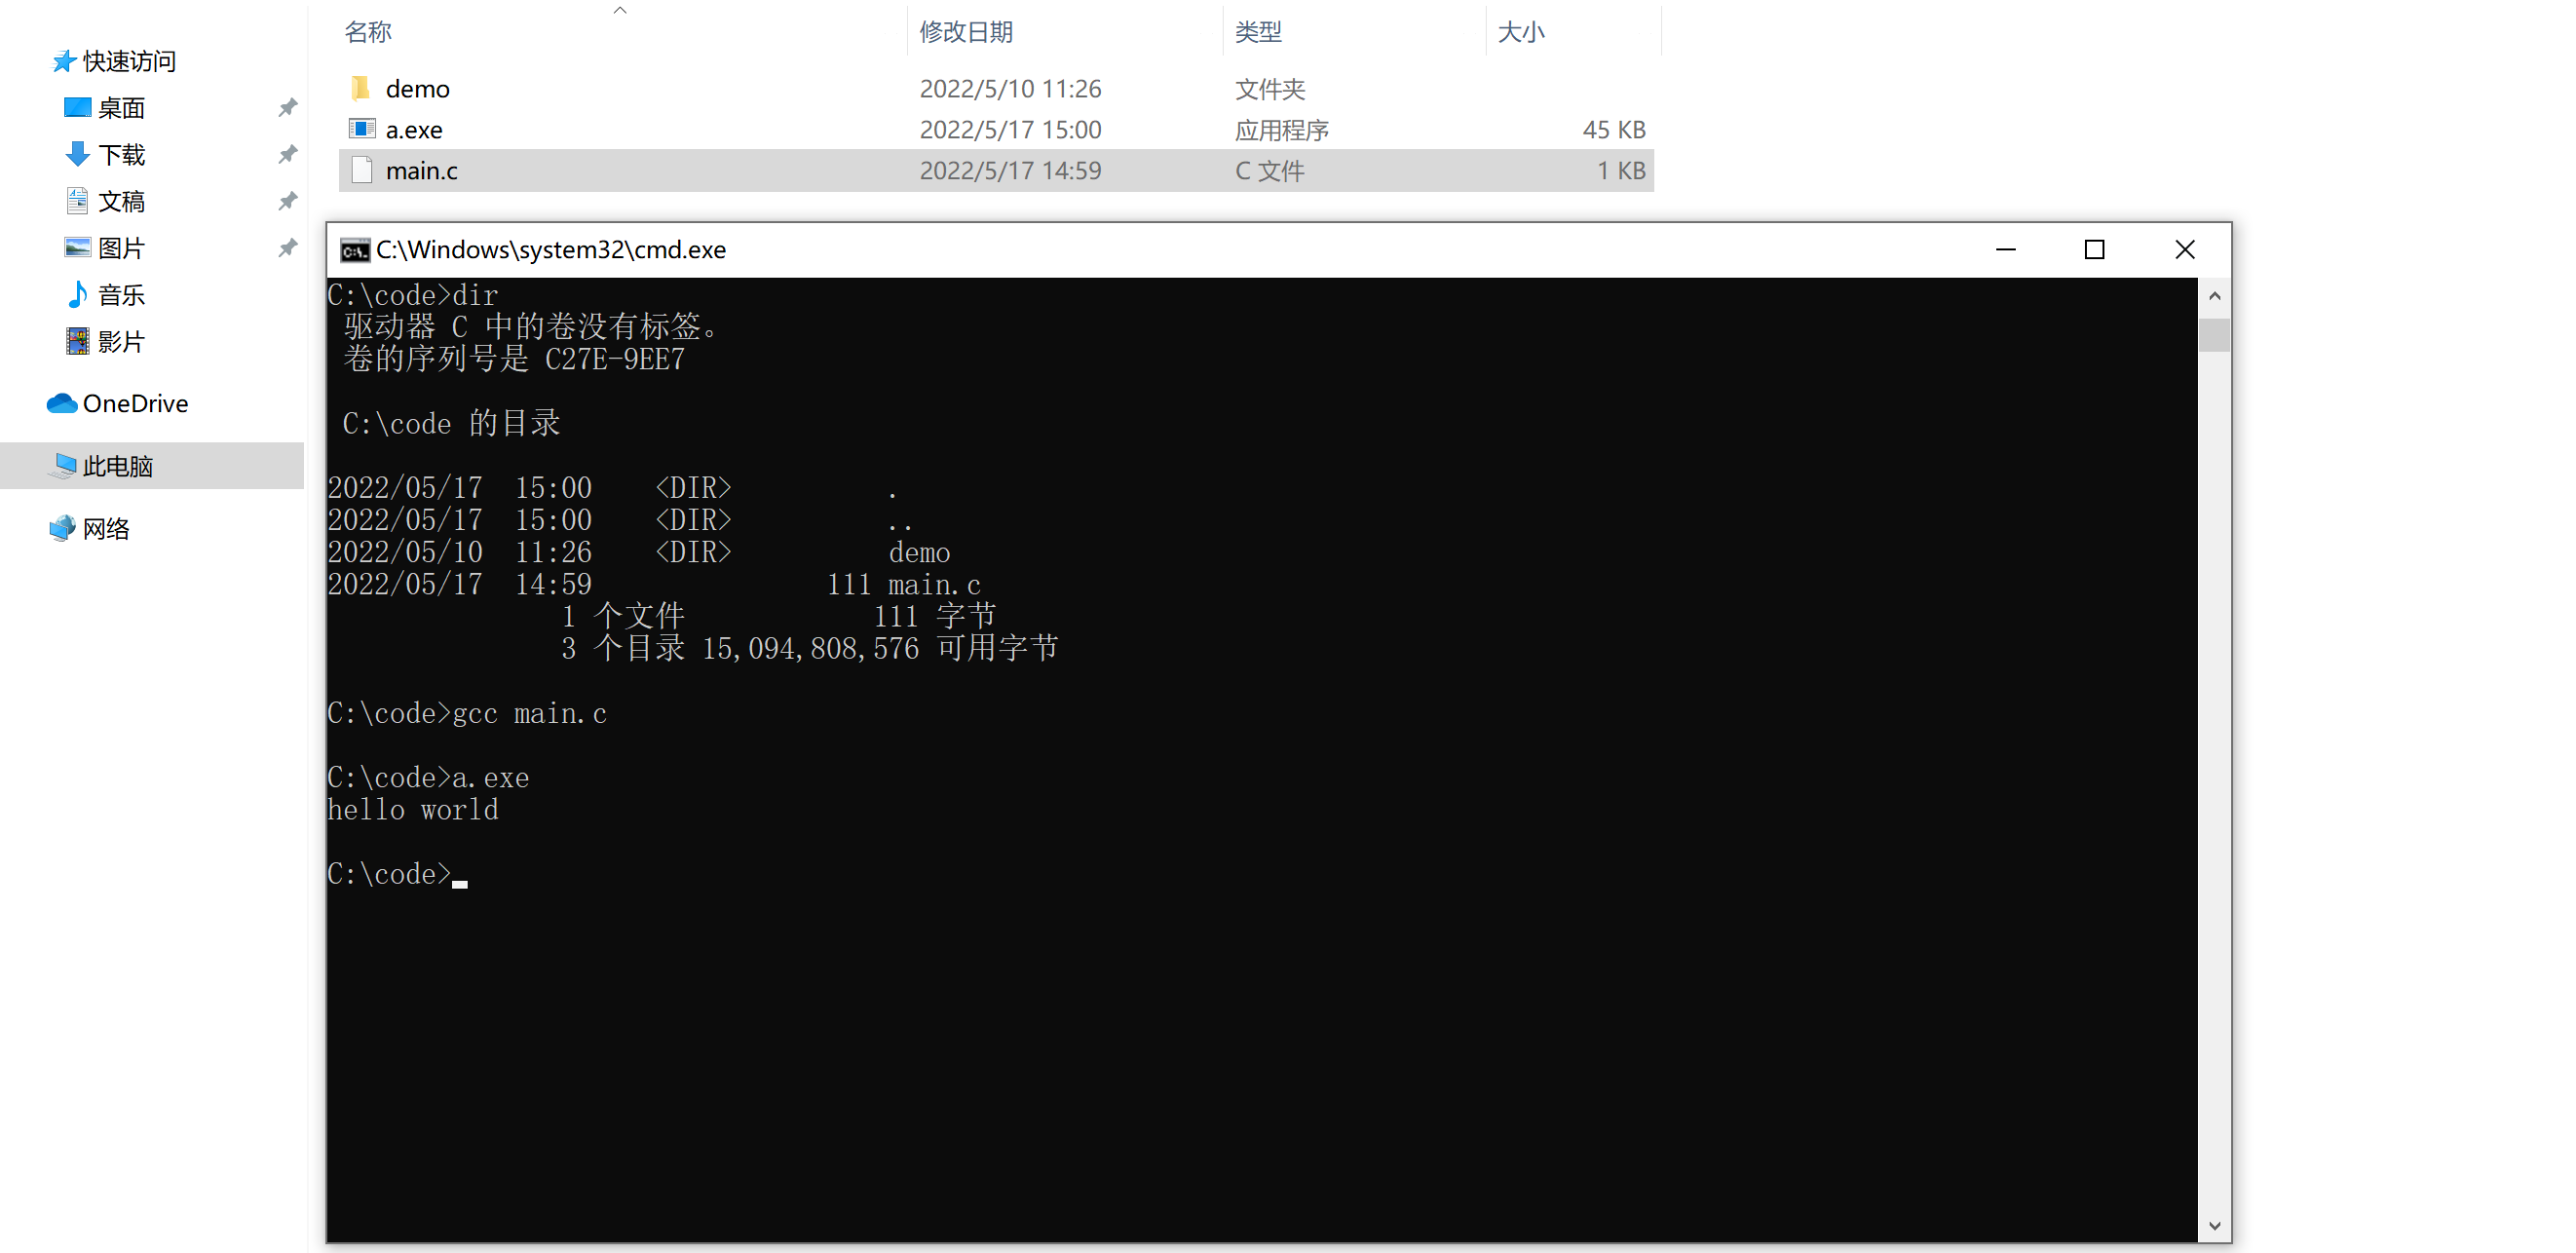 名称 修改日期 类型 大小
快速访问
桌面
下载
文稿
图片
音乐
影片
OneDrive
此电脑
网络
demo 2022/5/10 11:26 文件夹
a.exe 2022/5/17 15:00 应用程序 45 KB
main.c 2022/5/17 14:59 C 文件 1 KB
C:\Windows\system32\cmd.exe
C:\code>dir
驱动器 C 中的卷没有标签。
卷的序列号是 C27E-9EE7
C:\code 的目录
2022/05/17  15:00    <DIR>          .
2022/05/17  15:00    <DIR>          ..
2022/05/10  11:26    <DIR>          demo
2022/05/17  14:59               111 main.c
1 个文件            111 字节
3 个目录 15,094,808,576 可用字节
C:\code>gcc main.c
C:\code>a.exe
hello world
C:\code>